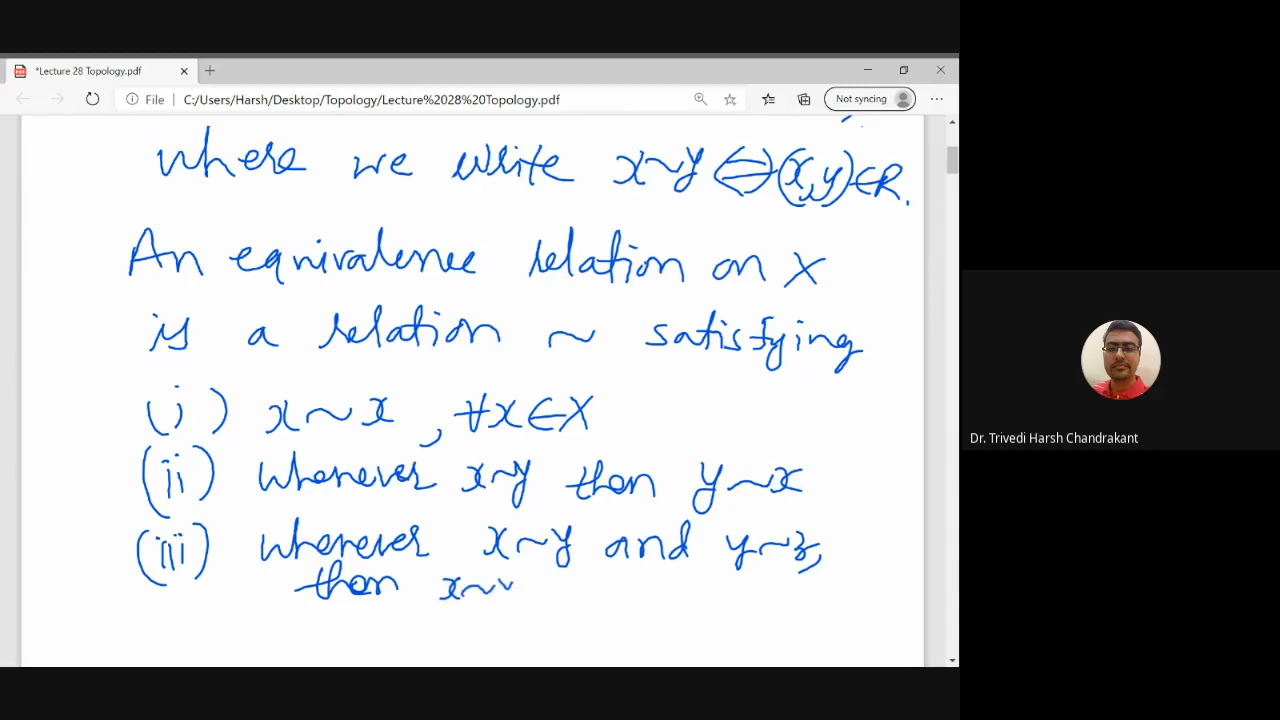 *Lecture 28 Topology.pdf
File | C:/Users/Harsh/Desktop/Topology/Lecture%2028%20Topology.pdf
Not syncing
where we write x~y ⇔ (x,y)∈R.
An equivalence relation on X
is a relation ~ satisfying
(i) x~x, ∀x∈X
(ii) whenever x~y then y~x
(iii) whenever x~y and y~z,
then x~
Dr. Trivedi Harsh Chandrakant